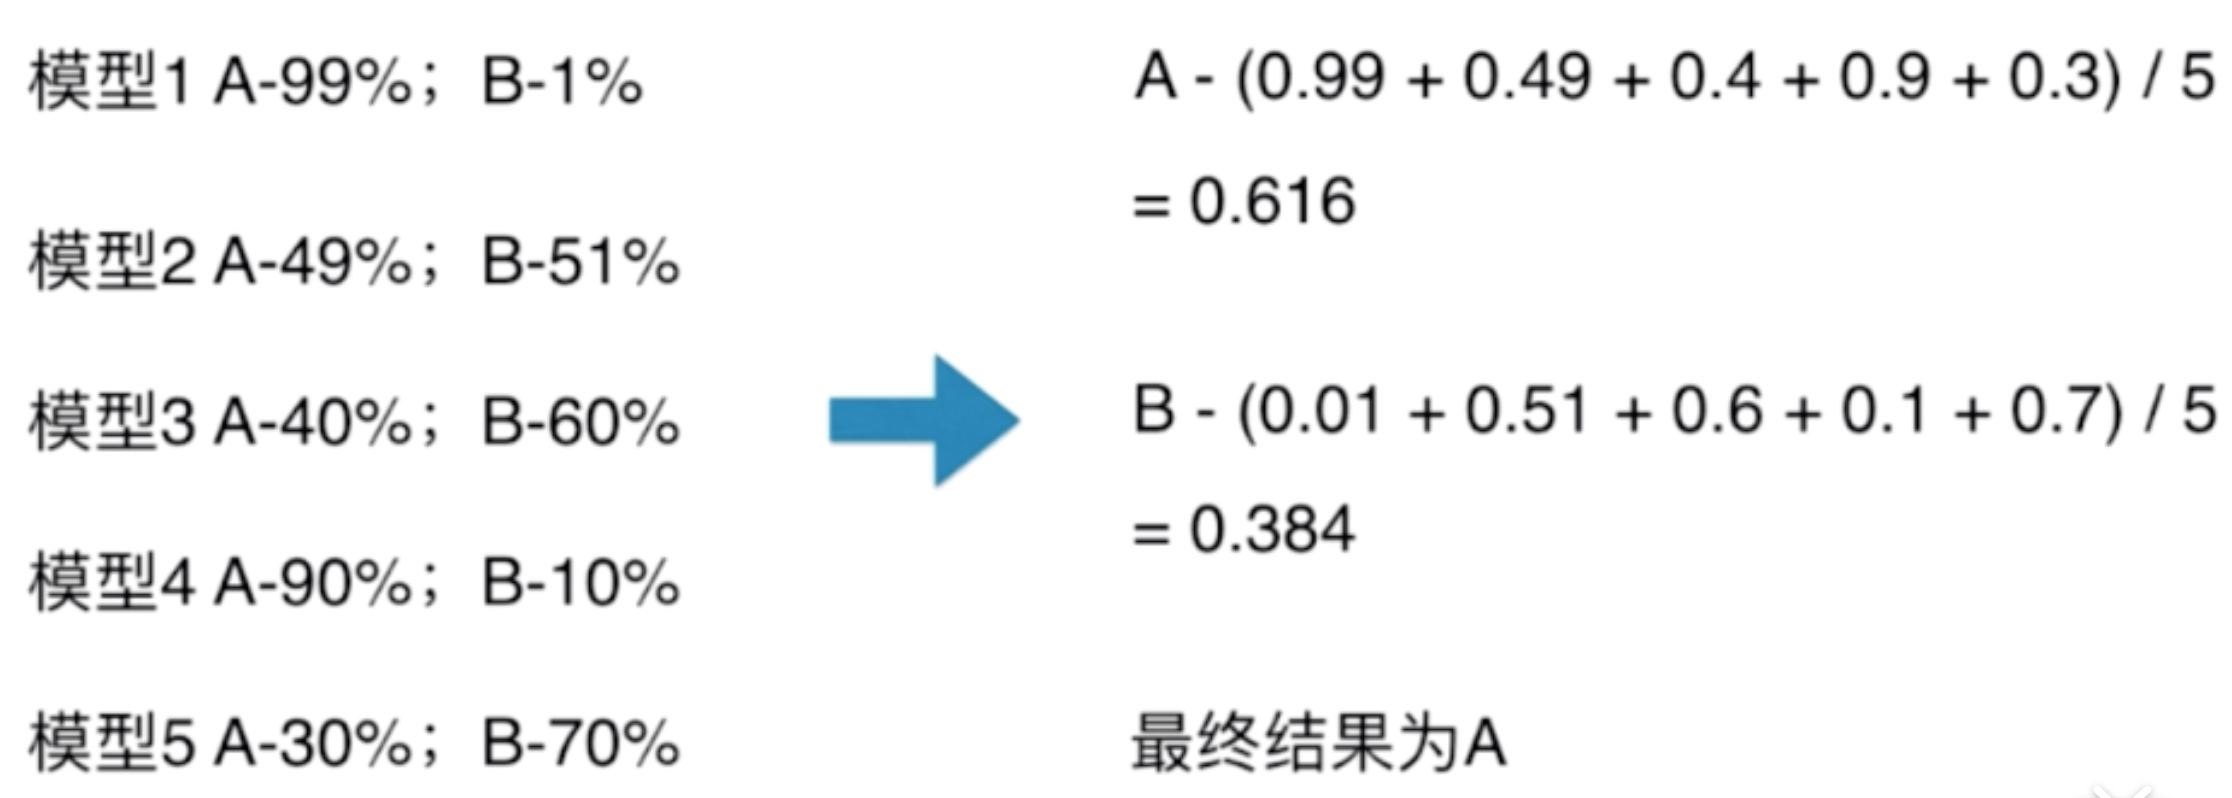 模型1 A-99%；B-1%
模型2 A-49%；B-51%
模型3 A-40%；B-60%
模型4 A-90%；B-10%
模型5 A-30%；B-70%
A - (0.99 + 0.49 + 0.4 + 0.9 + 0.3) / 5
= 0.616
B - (0.01 + 0.51 + 0.6 + 0.1 + 0.7) / 5
= 0.384
最终结果为A